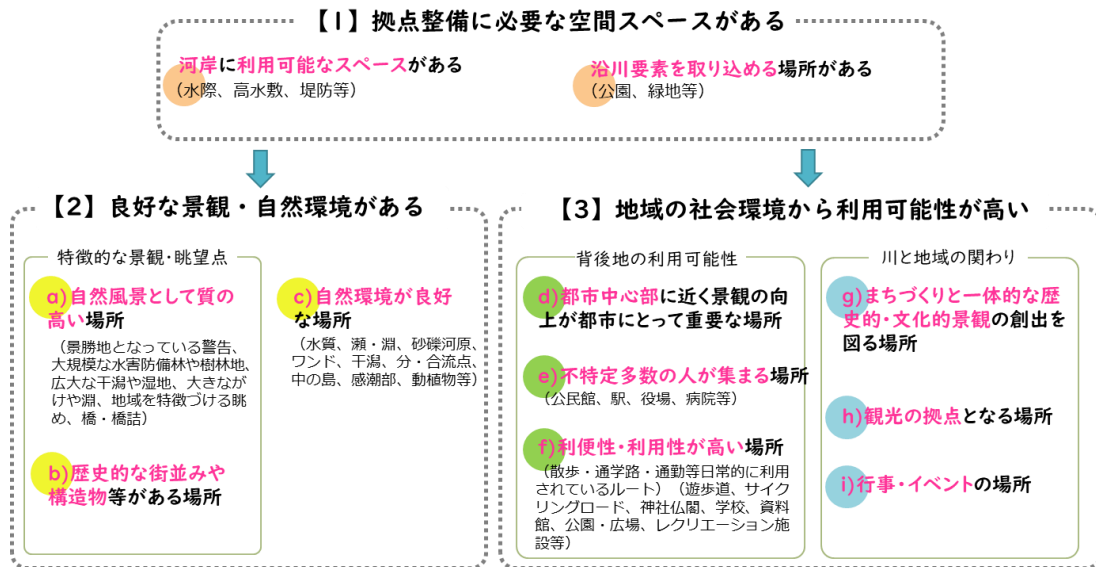 【1】拠点整備に必要な空間スペースがある
河岸に利用可能なスペースがある
（水際、高水敷、堤防等）
沿川要素を取り込める場所がある
（公園、緑地等）
【2】良好な景観・自然環境がある
特徴的な景観・眺望点
a)自然風景として質の
高い場所
（景勝地となっている警告、
大規模な水害防備林や樹林地、
広大な干潟や湿地、大きなが
けや淵、地域を特徴づける眺
め、橋・橋詰）
b)歴史的な街並みや
構造物等がある場所
c)自然環境が良好
な場所
（水質、瀬・淵、砂礫河原、
ワンド、干潟、分・合流点、
中の島、感潮部、動植物等）
【3】地域の社会環境から利用可能性が高い
背後地の利用可能性
d)都市中心部に近く景観の向
上が都市にとって重要な場所
e)不特定多数の人が集まる場所
（公民館、駅、役場、病院等）
f)利便性・利用性が高い場所
（散歩・通学路・通勤等日常的に利用
されているルート）（遊歩道、サイク
リングロード、神社仏閣、学校、資料
館、公園・広場、レクリエーション施
設等）
川と地域の関わり
g)まちづくりと一体的な歴
史的・文化的景観の創出を
図る場所
h)観光の拠点となる場所
i)行事・イベントの場所